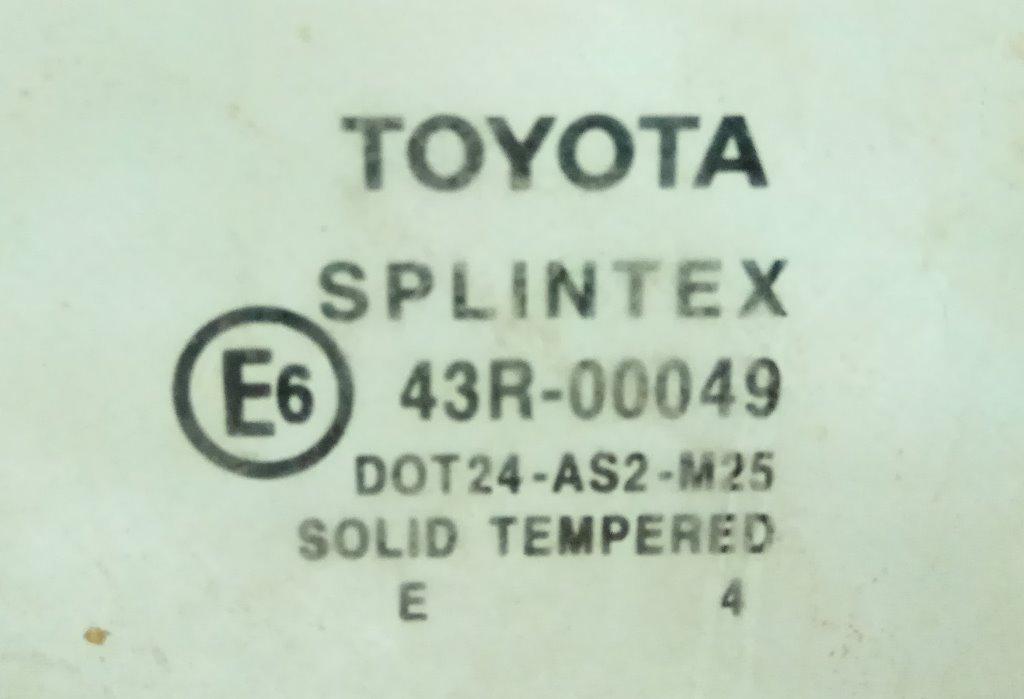 TOYOTA
SPLINTEX
E6 43R-00049
DOT24-AS2-M25
SOLID TEMPERED
E 4